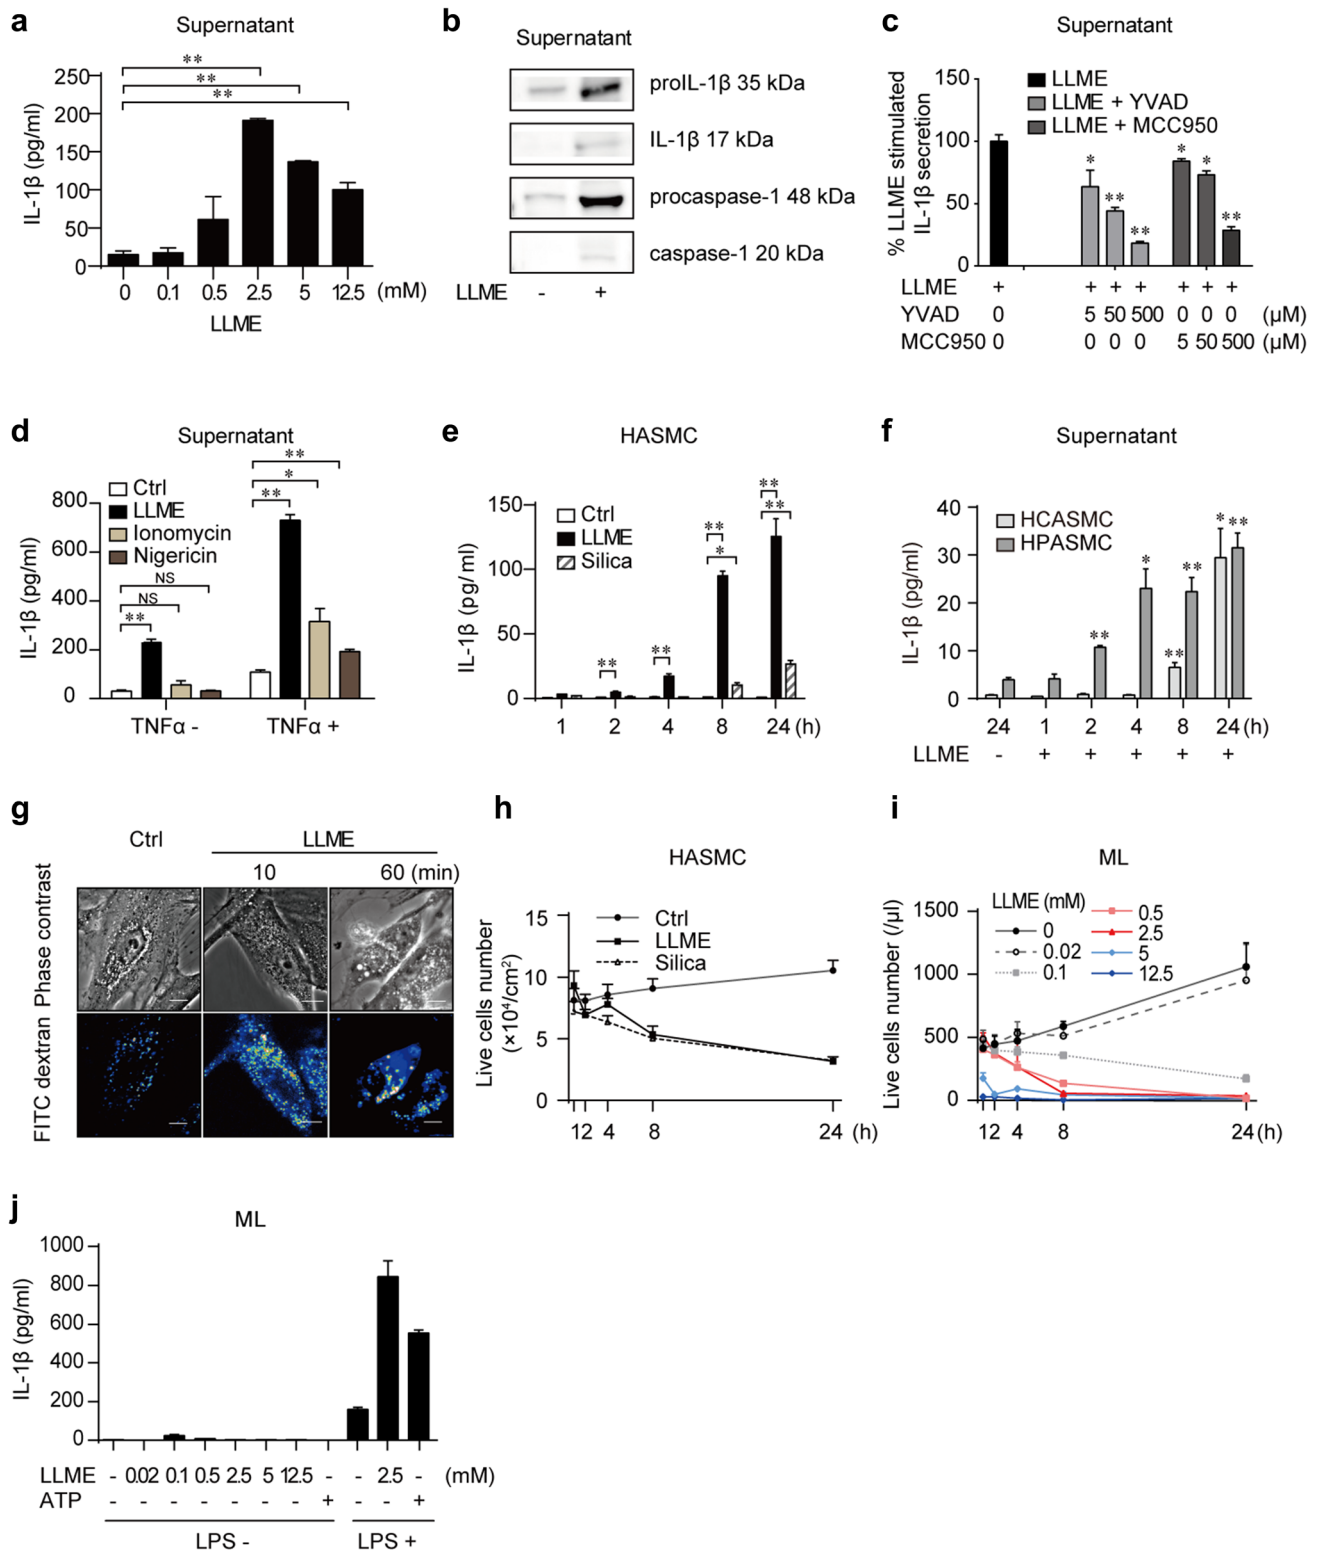 a
Supernatant
**
**
**
IL-1β (pg/ml)
250
200
150
100
50
0
0 0.1 0.5 2.5 5 12.5 (mM)
LLME
b
Supernatant
proIL-1β 35 kDa
IL-1β 17 kDa
procaspase-1 48 kDa
caspase-1 20 kDa
LLME - +
c
Supernatant
% LLME stimulated
IL-1β secretion
150
100
50
0
LLME
LLME + YVAD
LLME + MCC950
* ** ** * * **
LLME + + + + + + +
YVAD 0 5 50 500 0 0 0 (μM)
MCC950 0 0 0 0 5 50 500 (μM)
d
Supernatant
Ctrl
LLME
Ionomycin
Nigericin
IL-1β (pg/ml)
800
600
400
200
0
NS
NS
**
**
*
**
TNFα - TNFα +
e
HASMC
Ctrl
LLME
Silica
IL-1β (pg/ml)
150
100
50
0
**
**
**
*
**
**
1 2 4 8 24 (h)
f
Supernatant
HCASMC
HPASMC
IL-1β (pg/ml)
40
30
20
10
0
** * ** ** * **
24 1 2 4 8 24 (h)
LLME - + + + + +
g
Ctrl LLME
10 60 (min)
Phase contrast
FITC dextran
h
HASMC
Ctrl
LLME
Silica
Live cells number
(×10⁴/cm²)
15
10
5
0
1 2 4 8 24 (h)
i
ML
LLME (mM)
0
0.02
0.1
0.5
2.5
5
12.5
Live cells number (/μl)
1500
1000
500
0
1 2 4 8 24 (h)
j
ML
IL-1β (pg/ml)
1000
800
600
400
200
0
LLME - 0.02 0.1 0.5 2.5 5 12.5 - - 2.5 - (mM)
ATP - - - - - - - + - - +
LPS - LPS +